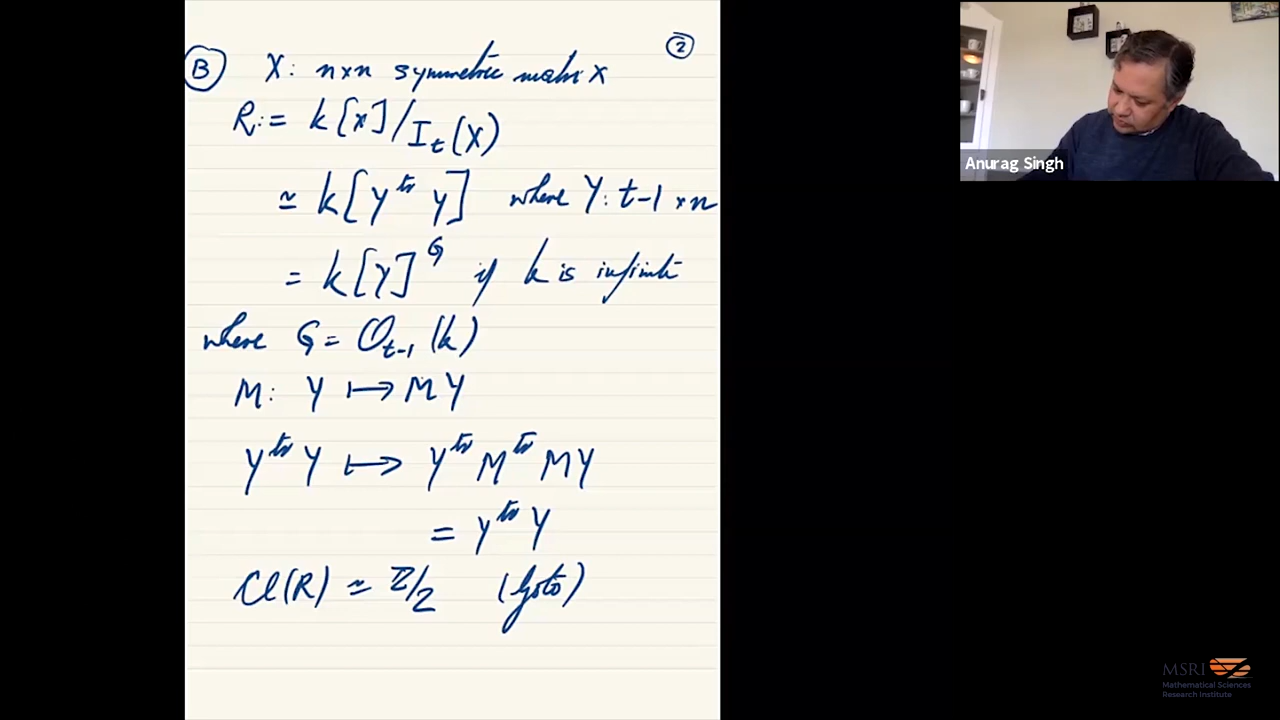 ②
Ⓑ X: n×n symmetric matrix
R := k[X]/I_t(X)
≃ k[Y^tr Y] where Y: t-1 × n
= k[Y]^G if k is infinite
where G = O_{t-1}(k)
M: Y ↦ MY
Y^tr Y ↦ Y^tr M^tr MY
= Y^tr Y
Cl(R) ≃ ℤ/2 (Goto)
Anurag Singh
MSRI
Mathematical Sciences
Research Institute